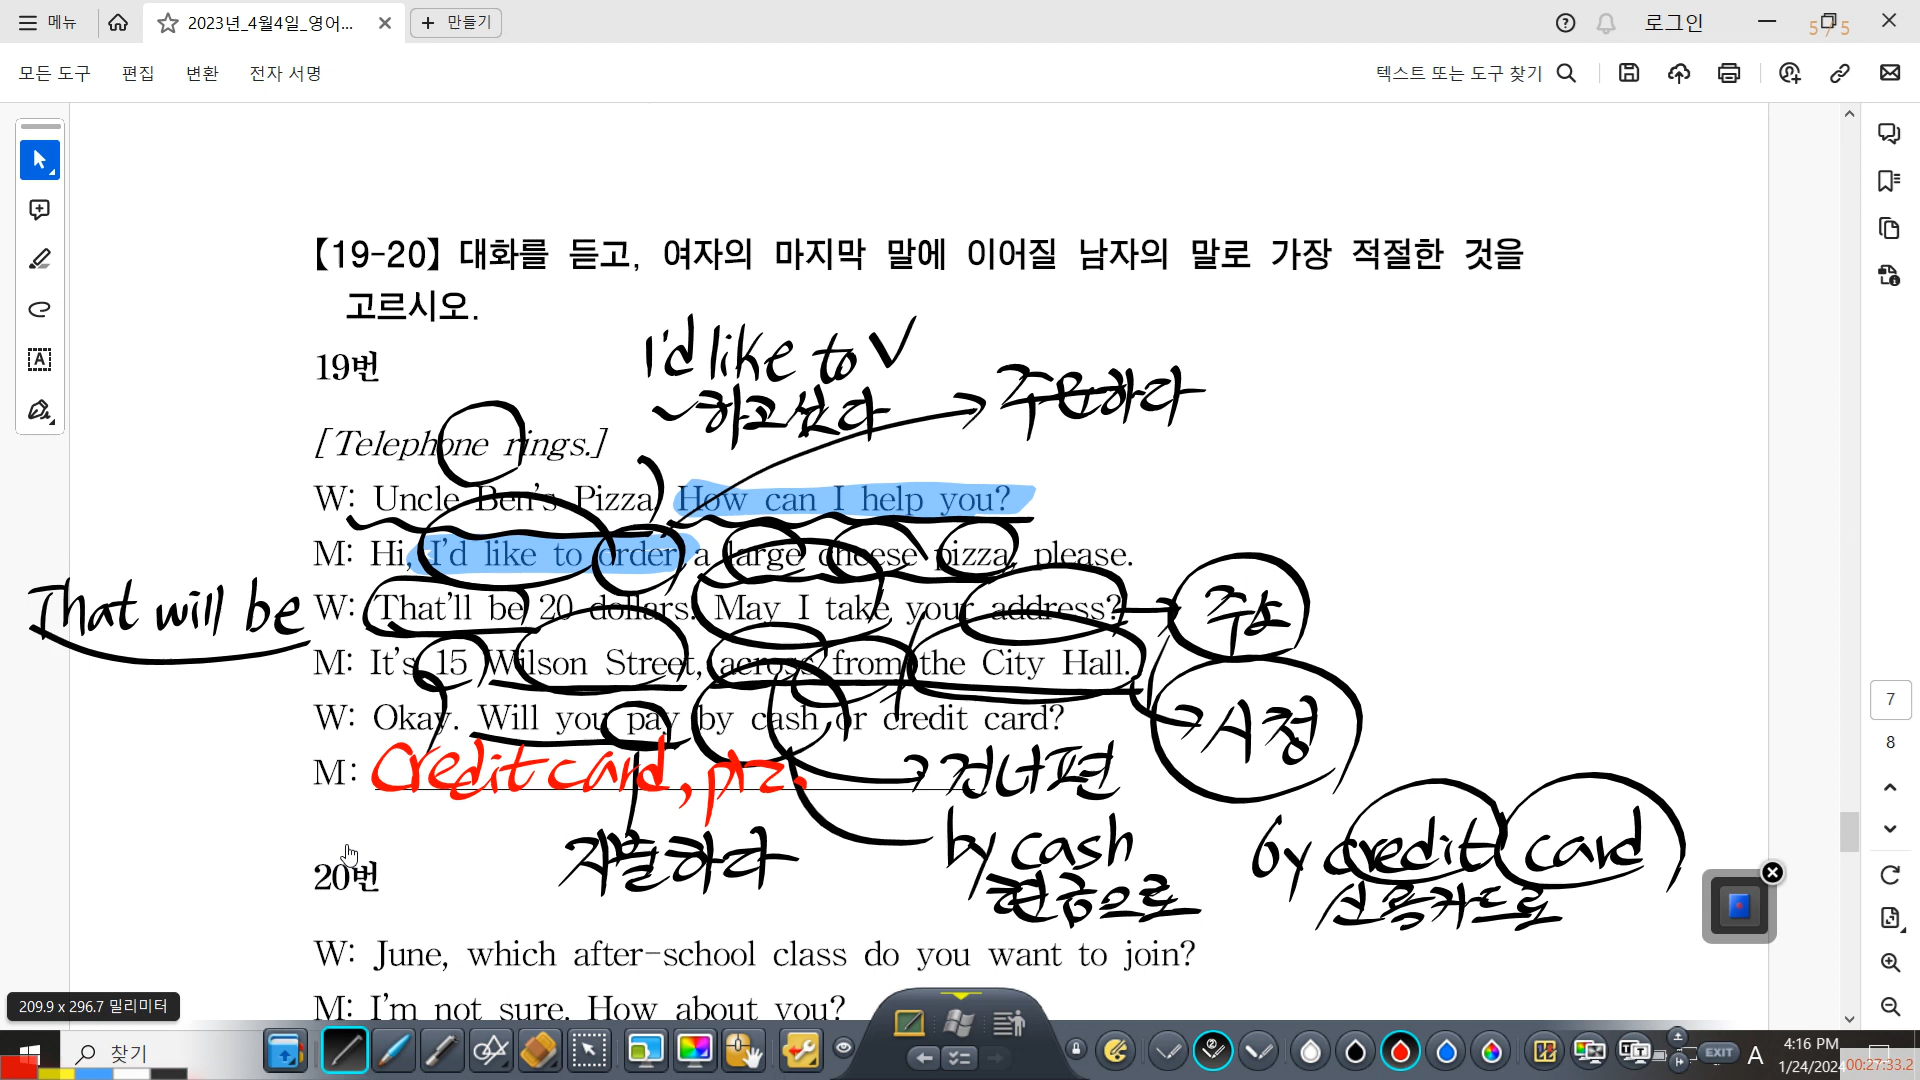 메뉴
2023년_4월4일_영어...
만들기
로그인
5/5
모든 도구 편집 변환 전자 서명
텍스트 또는 도구 찾기
【19-20】 대화를 듣고, 여자의 마지막 말에 이어질 남자의 말로 가장 적절한 것을
고르시오.
I'd like to V
19번
~하고싶다
주문하다
[Telephone rings.]
W: Uncle Ben's Pizza. How can I help you?
M: Hi, I'd like to order a large cheese pizza, please.
That will be
W: That'll be 20 dollars. May I take your address?
주소
M: It's 15 Wilson Street, across from the City Hall.
W: Okay. Will you pay by cash or credit card?
시청
M: Credit card, plz.
건너편
지불하다
by cash
현금으로
by credit card
신용카드로
20번
W: June, which after-school class do you want to join?
M: I'm not sure. How about you?
7
8
209.9 x 296.7 밀리미터
찾기
EXIT
A
4:16 PM
1/24/2024
00:27:33.2